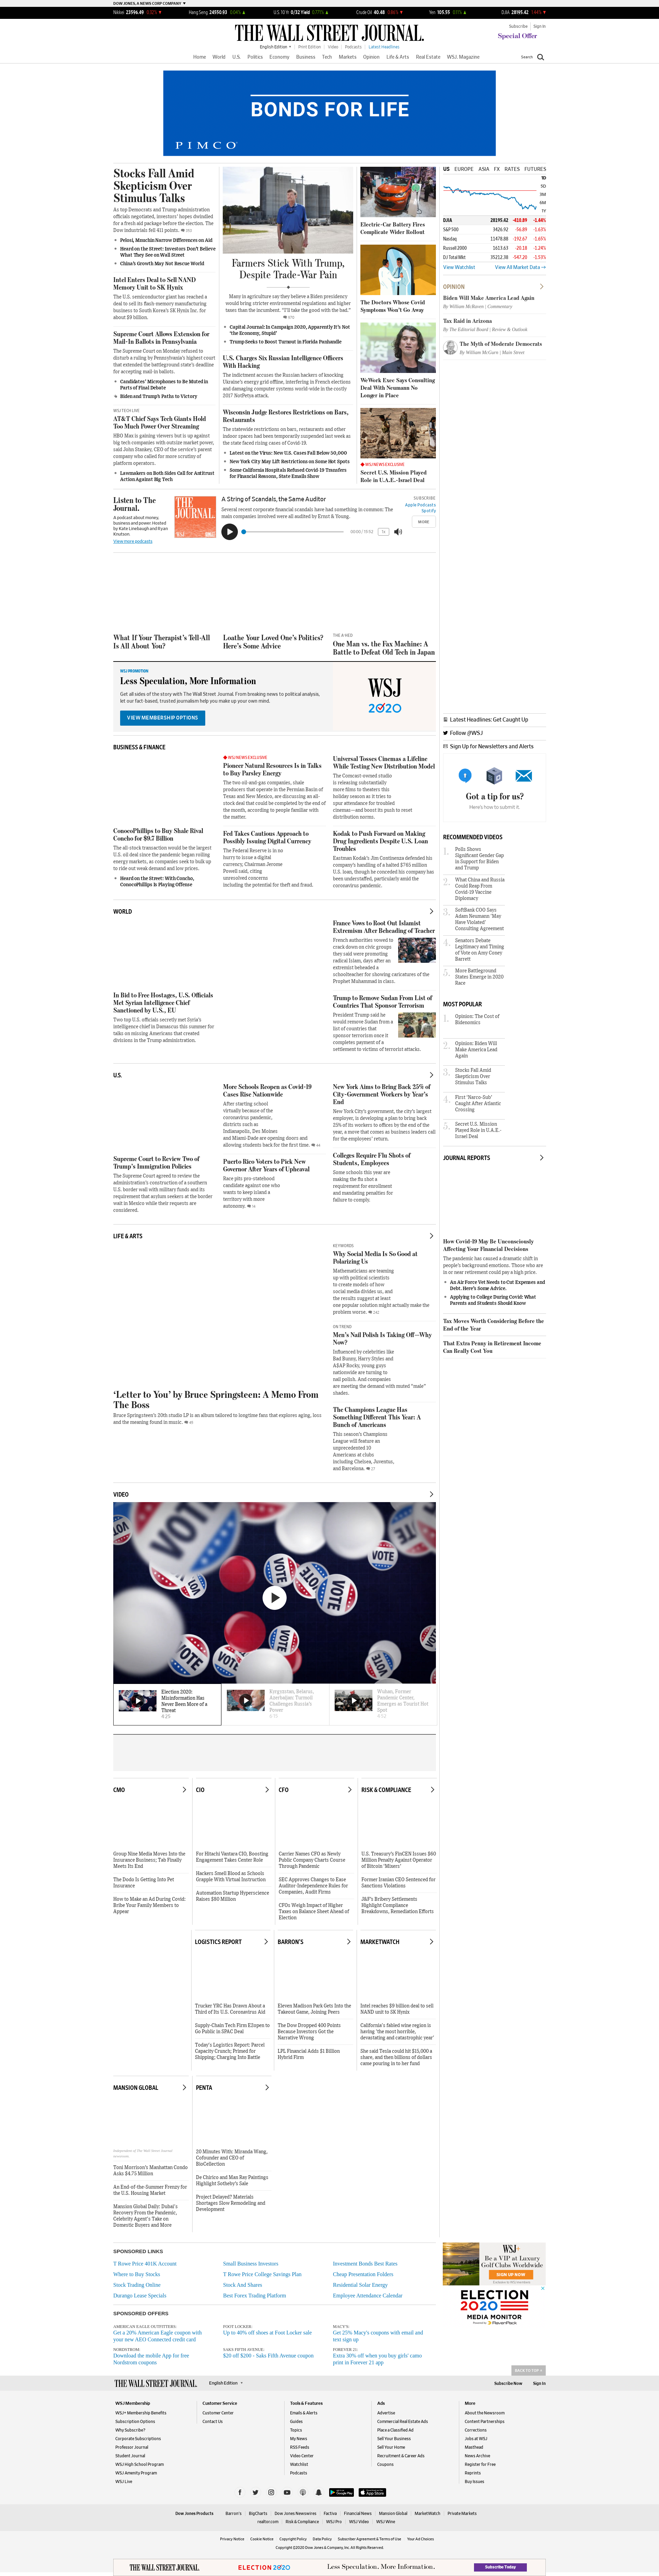 DOW JONES, A NEWS CORP COMPANY
Nikkei 23596.49
Hang Seng 24550.93
U.S. 10 Yr 0/32 Yield
Crude Oil 40.48
Yen 105.55
DJIA 28195.42
THE WALL STREET JOURNAL.
Subscribe Sign In
Special Offer
English Edition Print Edition Video Podcasts Latest Headlines
Home World U.S. Politics Economy Business Tech Markets Opinion Life & Arts Real Estate WSJ. Magazine
Search
BONDS FOR LIFE
PIMCO
Stocks Fall Amid Skepticism Over Stimulus Talks
As top Democrats and Trump administration officials negotiated, investors' hopes dwindled for a fresh aid package before the election. The Dow industrials fell 411 points.
Pelosi, Mnuchin Narrow Differences on Aid
Heard on the Street: Investors Don't Believe What They See on Wall Street
China's Growth May Not Rescue World
Intel Enters Deal to Sell NAND Memory Unit to SK Hynix
The U.S. semiconductor giant has reached a deal to sell its flash-memory manufacturing business to South Korea's SK Hynix Inc. for about $9 billion.
Supreme Court Allows Extension for Mail-In Ballots in Pennsylvania
The Supreme Court on Monday refused to disturb a ruling by Pennsylvania's highest court that extended the battleground state's deadline for accepting mail-in ballots.
Candidates' Microphones to Be Muted in Parts of Final Debate
Biden and Trump's Paths to Victory
WSJ TECH LIVE
AT&T Chief Says Tech Giants Hold Too Much Power Over Streaming
HBO Max is gaining viewers but is up against big tech companies with outsize market power, said John Stankey, CEO of the service's parent company who called for more scrutiny of platform operators.
Lawmakers on Both Sides Call for Antitrust Action Against Big Tech
Farmers Stick With Trump, Despite Trade-War Pain
Many in agriculture say they believe a Biden presidency would bring stricter environmental regulations and higher taxes than the incumbent. "I'll take the good with the bad."
Capital Journal: In Campaign 2020, Apparently It's Not 'the Economy, Stupid'
Trump Seeks to Boost Turnout in Florida Panhandle
U.S. Charges Six Russian Intelligence Officers With Hacking
The indictment accuses the Russian hackers of knocking Ukraine's energy grid offline, interfering in French elections and damaging computer systems world-wide in the costly 2017 NotPetya attack.
Wisconsin Judge Restores Restrictions on Bars, Restaurants
The statewide restrictions on bars, restaurants and other indoor spaces had been temporarily suspended last week as the state faced rising cases of Covid-19.
Latest on the Virus: New U.S. Cases Fall Below 50,000
New York City May Lift Restrictions on Some Hot Spots
Some California Hospitals Refused Covid-19 Transfers for Financial Reasons, State Emails Show
Electric-Car Battery Fires Complicate Wider Rollout
The Doctors Whose Covid Symptoms Won't Go Away
WeWork Exec Says Consulting Deal With Neumann No Longer in Place
WSJ NEWS EXCLUSIVE
Secret U.S. Mission Played Role in U.A.E.-Israel Deal
US EUROPE ASIA FX RATES FUTURES
1D
5D
3M
6M
1Y
DJIA 28195.42 -410.89 -1.44%
S&P 500 3426.92 -56.89 -1.63%
Nasdaq 11478.88 -192.67 -1.65%
Russell 2000 1613.63 -20.18 -1.24%
DJ Total Mkt 35212.38 -547.20 -1.53%
View Watchlist View All Market Data
OPINION
Biden Will Make America Lead Again
By William McRaven | Commentary
Tax Raid in Arizona
By The Editorial Board | Review & Outlook
The Myth of Moderate Democrats
By William McGurn | Main Street
Listen to The Journal.
A podcast about money, business and power. Hosted by Kate Linebaugh and Ryan Knutson
View more podcasts
THE JOURNAL.
A String of Scandals, the Same Auditor
Several recent corporate financial scandals have had something in common: The main companies involved were all audited by Ernst & Young.
SUBSCRIBE
Apple Podcasts
Spotify
MORE
1x
What If Your Therapist's Tell-All Is All About You?
Loathe Your Loved One's Politics? Here's Some Advice
THE A-HED
One Man vs. the Fax Machine: A Battle to Defeat Old Tech in Japan
WSJ PROMOTION
Less Speculation, More Information
Get all sides of the story with The Wall Street Journal. From breaking news to political analysis, let our fact-based, trusted journalism help you make up your own mind.
VIEW MEMBERSHIP OPTIONS
WSJ
2020
Latest Headlines: Get Caught Up
Follow @WSJ
Sign Up for Newsletters and Alerts
Got a tip for us?
Here's how to submit it.
BUSINESS & FINANCE
ConocoPhillips to Buy Shale Rival Concho for $9.7 Billion
The all-stock transaction would be the largest U.S. oil deal since the pandemic began roiling energy markets, as companies seek to bulk up to ride out weak demand and low prices.
Heard on the Street: With Concho, ConocoPhillips Is Playing Offense
WSJ NEWS EXCLUSIVE
Pioneer Natural Resources Is in Talks to Buy Parsley Energy
The two oil-and-gas companies, shale producers that operate in the Permian Basin of Texas and New Mexico, are discussing an all-stock deal that could be completed by the end of the month, according to people familiar with the matter.
Fed Takes Cautious Approach to Possibly Issuing Digital Currency
The Federal Reserve is in no hurry to issue a digital currency, Chairman Jerome Powell said, citing unresolved concerns including the potential for theft and fraud.
Universal Tosses Cinemas a Lifeline While Testing New Distribution Model
The Comcast-owned studio is releasing substantially more films to theaters this holiday season as it tries to spur attendance for troubled cinemas—and boost its push to reset distribution norms.
Kodak to Push Forward on Making Drug Ingredients Despite U.S. Loan Troubles
Eastman Kodak's Jim Continenza defended his company's handling of a halted $765 million U.S. loan, though he conceded his company has been understaffed, particularly as it enters the pharmaceutical realm.
RECOMMENDED VIDEOS
1. Polls Shows Significant Gender Gap in Support for Biden and Trump
2. What China and Russia Could Reap From Covid-19 Vaccine Diplomacy
3. SoftBank COO Says Adam Neumann 'May Have Violated' Consulting Agreement
4. Senators Debate Legitimacy and Timing of Vote on Amy Coney Barrett
5. More Battleground States Emerge in 2020 Race
WORLD
In Bid to Free Hostages, U.S. Officials Met Syrian Intelligence Chief Sanctioned by U.S., EU
Two top U.S. officials secretly met Syria's intelligence chief in Damascus this summer for talks on missing Americans that created divisions in the Trump administration.
France Vows to Root Out Islamist Extremism After Beheading of Teacher
French authorities vowed to crack down on civic groups they said were promoting radical Islam, days after an extremist beheaded a schoolteacher for showing caricatures of the Prophet Muhammad in class.
Trump to Remove Sudan From List of Countries That Sponsor Terrorism
President Trump said he would remove Sudan from a list of countries that sponsor terrorism once it completes payment of a settlement to victims of terrorist attacks.
MOST POPULAR
1. Opinion: The Cost of Bidenomics
2. Opinion: Biden Will Make America Lead Again
3. Stocks Fall Amid Skepticism Over Stimulus Talks
4. First 'Narco-Sub' Caught After Atlantic Crossing
5. Secret U.S. Mission Played Role in U.A.E.-Israel Deal
U.S.
Supreme Court to Review Two of Trump's Immigration Policies
The Supreme Court agreed to review the administration's construction of a southern U.S. border wall with military funds and its requirement that asylum seekers at the border wait in Mexico while their requests are considered.
More Schools Reopen as Covid-19 Cases Rise Nationwide
After starting school virtually because of the coronavirus pandemic, districts such as Indianapolis, Des Moines and Miami-Dade are opening doors and allowing students back for the first time.
Puerto Rico Voters to Pick New Governor After Years of Upheaval
Race pits pro-statehood candidate against one who wants to keep island a territory with more autonomy.
New York Aims to Bring Back 25% of City-Government Workers by Year's End
New York City's government, the city's largest employer, is developing a plan to bring back 25% of its workers to offices by the end of the year, a move that comes as business leaders call for the employees' return.
Colleges Require Flu Shots of Students, Employees
Some schools this year are making the flu shot a requirement for enrollment and mandating penalties for failure to comply.
JOURNAL REPORTS
How Covid-19 May Be Unconsciously Affecting Your Financial Decisions
The pandemic has caused a dramatic shift in people's buying emotions. Those who are in or near retirement could pay a high price.
An Air Force Vet Needs to Cut Expenses and Debt. Here's Some Advice.
Applying to College During Covid: What Parents and Students Should Know
Tax Moves Worth Considering Before the End of the Year
That Extra Penny in Retirement Income Can Really Cost You
LIFE & ARTS
'Letter to You' by Bruce Springsteen: A Memo From The Boss
Bruce Springsteen's 20th studio LP is an album tailored to longtime fans that explores aging, loss and the meaning found in music.
KEYWORDS
Why Social Media Is So Good at Polarizing Us
Mathematicians are teaming up with political scientists to create models of how social media divides us, and the results suggest at least one popular solution might actually make the problem worse.
ON TREND
Men's Nail Polish Is Taking Off—Why Now?
Influenced by celebrities like Bad Bunny, Harry Styles and A$AP Rocky, young guys nationwide are turning to nail polish. And companies are meeting the demand with muted "male" shades.
The Champions League Has Something Different This Year: A Bunch of Americans
This season's Champions League will feature an unprecedented 10 Americans at clubs including Chelsea, Juventus, and Barcelona.
VIDEO
Election 2020: Misinformation Has Never Been More of a Threat
Kyrgyzstan, Belarus, Azerbaijan: Turmoil Challenges Russia's Power
Wuhan, Former Pandemic Center, Emerges as Tourist Hot Spot
CMO
Group Nine Media Moves Into the Insurance Business; Tab Finally Meets Its End
The Dodo Is Getting Into Pet Insurance
How to Make an Ad During Covid: Bribe Your Family Members to Appear
CIO
For Hitachi Vantara CIO, Boosting Engagement Takes Center Role
Hackers Smell Blood as Schools Grapple With Virtual Instruction
Automation Startup Hyperscience Raises $80 Million
CFO
Carrier Names CFO as Newly Public Company Charts Course Through Pandemic
SEC Approves Changes to Ease Auditor-Independence Rules for Companies, Audit Firms
CFOs Weigh Impact of Higher Taxes on Balance Sheet Ahead of Election
RISK & COMPLIANCE
U.S. Treasury's FinCEN Issues $60 Million Penalty Against Operator of Bitcoin 'Mixers'
Former Iranian CEO Sentenced for Sanctions Violations
J&F's Bribery Settlements Highlight Compliance Breakdowns, Remediation Efforts
LOGISTICS REPORT
Trucker YRC Has Drawn About a Third of Its U.S. Coronavirus Aid
Supply-Chain Tech Firm E2open to Go Public in SPAC Deal
Today's Logistics Report: Parcel Capacity Crunch; Primed for Shipping; Charging Into Battle
BARRON'S
Eleven Madison Park Gets Into the Takeout Game, Joining Peers
The Dow Dropped 400 Points Because Investors Got the Narrative Wrong
LPL Financial Adds $1 Billion Hybrid Firm
MARKETWATCH
Intel reaches $9 billion deal to sell NAND unit to SK Hynix
California's fabled wine region is having 'the most horrible, devastating and catastrophic year'
She said Tesla could hit $15,000 a share, and then billions of dollars came pouring in to her fund
MANSION GLOBAL
Toni Morrison's Manhattan Condo Asks $4.75 Million
An End-of-the-Summer Frenzy for the U.S. Housing Market
Mansion Global Daily: Dubai's Recovers From the Pandemic, Celebrity Agent's Take on Domestic Buyers and More
PENTA
20 Minutes With: Miranda Wang, Cofounder and CEO of BioCellection
De Chirico and Man Ray Paintings Highlight Sotheby's Sale
Project Delayed? Materials Shortages Slow Remodeling and Development
SPONSORED LINKS
T Rowe Price 401K Account Small Business Investors Investment Bonds Best Rates
Where to Buy Stocks T Rowe Price College Savings Plan Cheap Presentation Folders
Stock Trading Online Stock And Shares Residential Solar Energy
Durango Lease Specials Best Forex Trading Platform Employee Attendance Calendar
SPONSORED OFFERS
AMERICAN EAGLE OUTFITTERS:
Get a 20% American Eagle coupon with your new AEO Connected credit card
FOOT LOCKER:
Up to 40% off shoes at Foot Locker sale
MACY'S:
Get 25% Macy's coupons with email and text sign up
NORDSTROM:
Download the mobile App for free Nordstrom coupons
SAKS FIFTH AVENUE:
$20 off $200 - Saks Fifth Avenue coupon
FOREVER 21:
Extra 30% off when you buy girls' camo print in Forever 21 app
WSJ+
Be a VIP at Luxury Golf Clubs Worldwide
SIGN UP NOW
ELECTION 2020
MEDIA MONITOR
BACK TO TOP
THE WALL STREET JOURNAL.
English Edition
Subscribe Now Sign In
WSJ Membership
WSJ+ Membership Benefits
Subscription Options
Why Subscribe?
Corporate Subscriptions
Professor Journal
Student Journal
WSJ High School Program
WSJ Amenity Program
WSJ Live
Customer Service
Customer Center
Contact Us
Tools & Features
Emails & Alerts
Guides
Topics
My News
RSS Feeds
Video Center
Watchlist
Podcasts
Ads
Advertise
Commercial Real Estate Ads
Place a Classified Ad
Sell Your Business
Sell Your Home
Recruitment & Career Ads
Coupons
More
About the Newsroom
Content Partnerships
Corrections
Jobs at WSJ
Masthead
News Archive
Register for Free
Reprints
Buy Issues
Google Play
App Store
Dow Jones Products Barron's BigCharts Dow Jones Newswires Factiva Financial News Mansion Global MarketWatch Private Markets
realtor.com Risk & Compliance WSJ Pro WSJ Video WSJ Wine
Privacy Notice Cookie Notice Copyright Policy Data Policy Subscriber Agreement & Terms of Use Your Ad Choices
Copyright ©2020 Dow Jones & Company, Inc. All Rights Reserved.
THE WALL STREET JOURNAL.
ELECTION 2020
Less Speculation. More Information.
Subscribe Today